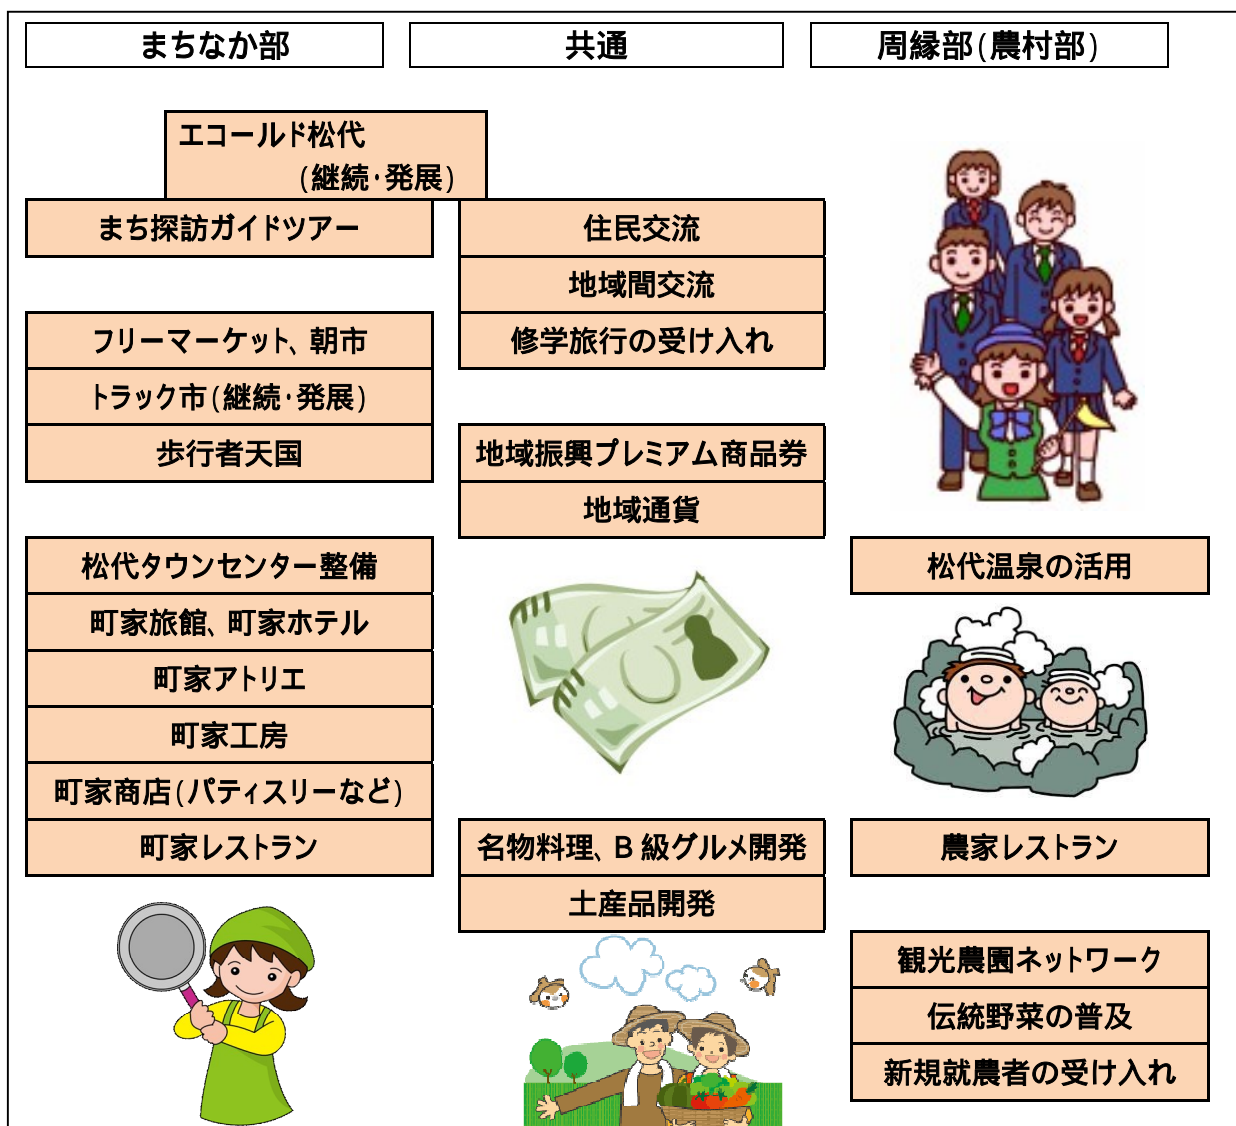 まちなか部
共通
周縁部(農村部)
エコールド松代
(継続・発展)
まち探訪ガイドツアー
フリーマーケット、朝市
トラック市(継続・発展)
歩行者天国
松代タウンセンター整備
町家旅館、町家ホテル
町家アトリエ
町家工房
町家商店(パティスリーなど)
町家レストラン
住民交流
地域間交流
修学旅行の受け入れ
地域振興プレミアム商品券
地域通貨
名物料理、B級グルメ開発
土産品開発
松代温泉の活用
農家レストラン
観光農園ネットワーク
伝統野菜の普及
新規就農者の受け入れ